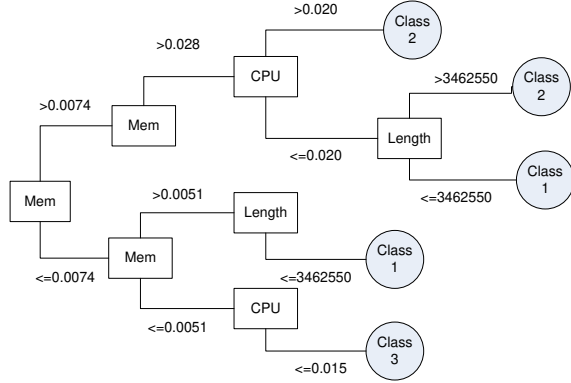 >0.020
Class
2
>0.028
CPU
>3462550
Class
2
>0.0074
Mem
Length
<=0.020
Class
1
<=3462550
Mem
>0.0051
Length
Mem
<=0.0074
Class
1
<=3462550
CPU
<=0.0051
Class
3
<=0.015